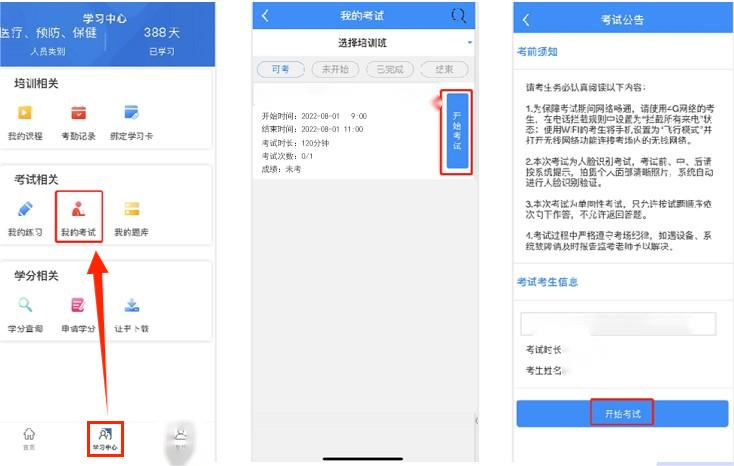 学习中心
医疗、预防、保健
388 天
人员类别
已学习
培训相关
我的课程
考勤记录
绑定学习卡
考试相关
我的练习
我的考试
我的题库
学分相关
学分查询
申请学分
证书下载
首页
学习中心
我的考试
选择培训班
可考
未开始
已完成
结束
开始时间：2022-08-01 9:00
结束时间：2022-08-01 11:00
考试时长：120分钟
考试次数：0/1
成绩：未考
开始考试
考试公告
考前须知
请考生务必认真阅读以下内容：
1.为保障考试期间网络畅通，请使用4G网络的考
生，在电话拦截规则中设置为“拦截所有来电”状
态；使用WIFI的考生将手机设置为“飞行模式”并
打开无线网络功能连接考场内的无线网络。
2.本次考试为人脸识别考试，考试前、中、后请
按系统提示，拍摄个人面部清晰照片，系统自动
进行人脸识别验证。
3.本次考试为单向性考试，只允许按试题顺序依
次向下作答，不允许返回答题。
4.考试过程中严格遵守考场纪律，如遇设备、系
统故障请及时报告监考老师予以解决。
考试考生信息
考试时长
考生姓名
开始考试